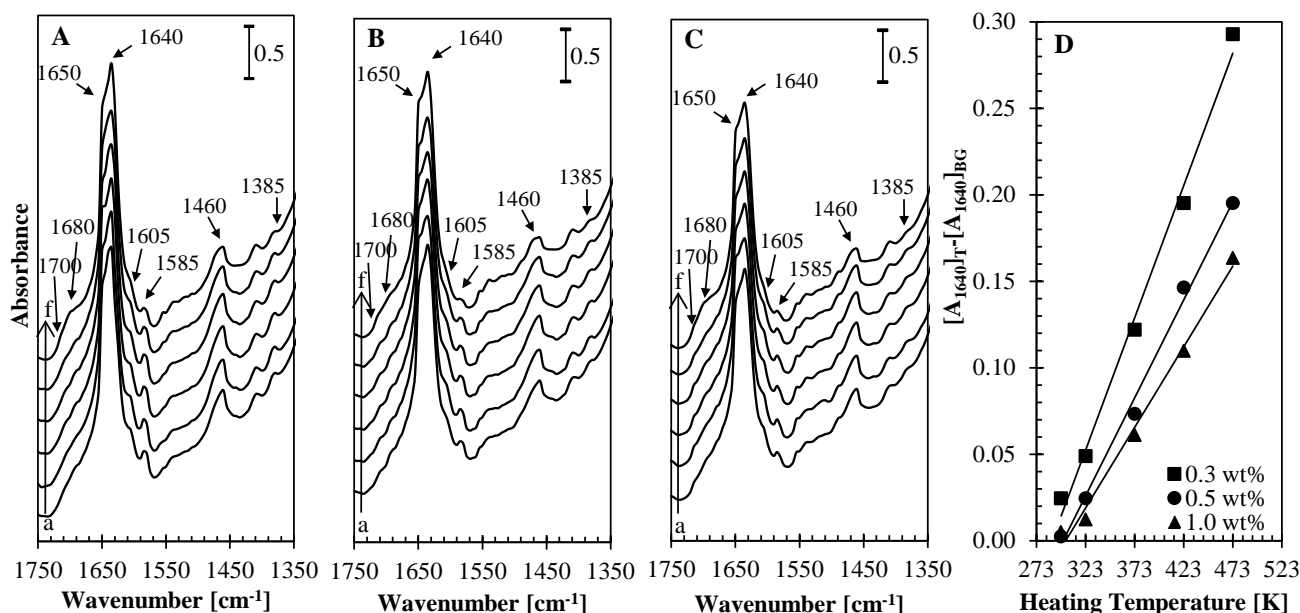 A
1640
0.5
1650
1680
1700
1605
1585
1460
1385
f
a
Absorbance
1750 1650 1550 1450 1350
Wavenumber [cm⁻¹]
B
1640
0.5
1650
1680
1700
1605
1585
1460
1385
f
a
1750 1650 1550 1450 1350
Wavenumber [cm⁻¹]
C
1640
0.5
1650
1680
1700
1605
1585
1460
1385
f
a
1750 1650 1550 1450 1350
Wavenumber [cm⁻¹]
D
[A₁₆₄₀]T-[A₁₆₄₀]BG
0.30
0.25
0.20
0.15
0.10
0.05
0.00
0.3 wt%
0.5 wt%
1.0 wt%
273 323 373 423 473 523
Heating Temperature [K]